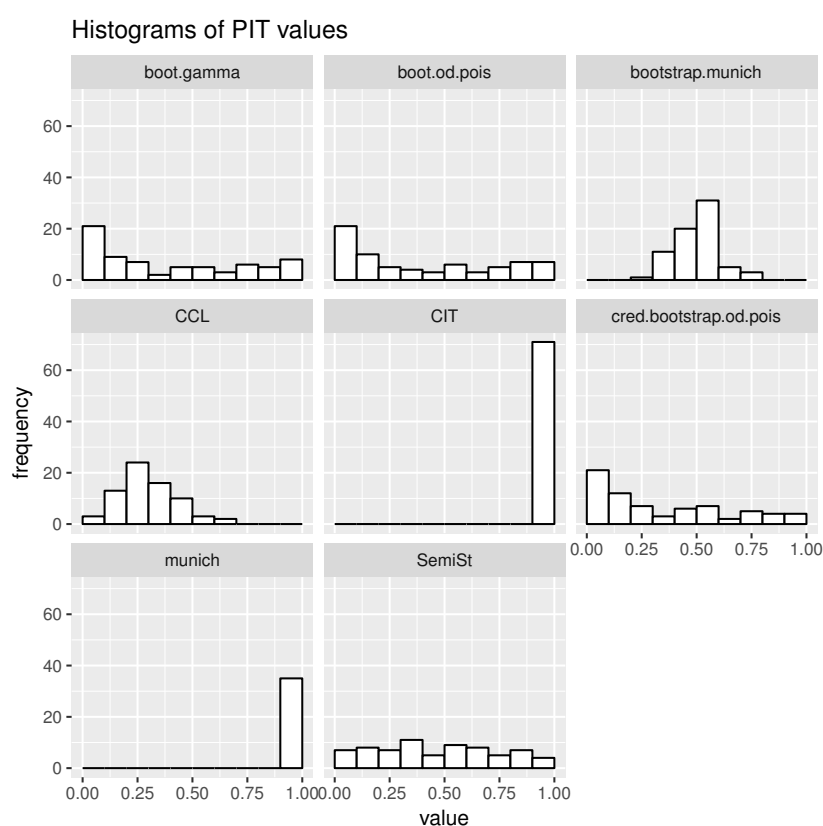 Histograms of PIT values
boot.gamma boot.od.pois bootstrap.munich
60
40
20
0
CCL CIT cred.bootstrap.od.pois
60
40
20
0
0.00 0.25 0.50 0.75 1.00
munich SemiSt
60
40
20
0
0.00 0.25 0.50 0.75 1.00 0.00 0.25 0.50 0.75 1.00
value
frequency